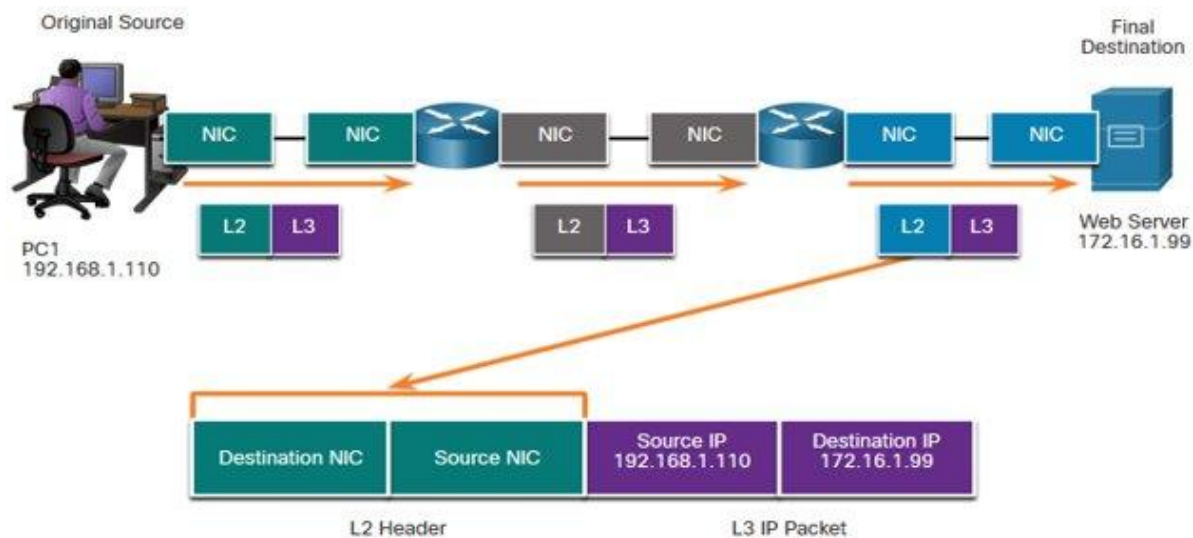 Original Source
Final
Destination
NIC
NIC
NIC
NIC
NIC
NIC
L2 L3
L2 L3
L2 L3
PC1
192.168.1.110
Web Server
172.16.1.99
Destination NIC
Source NIC
Source IP
192.168.1.110
Destination IP
172.16.1.99
L2 Header
L3 IP Packet